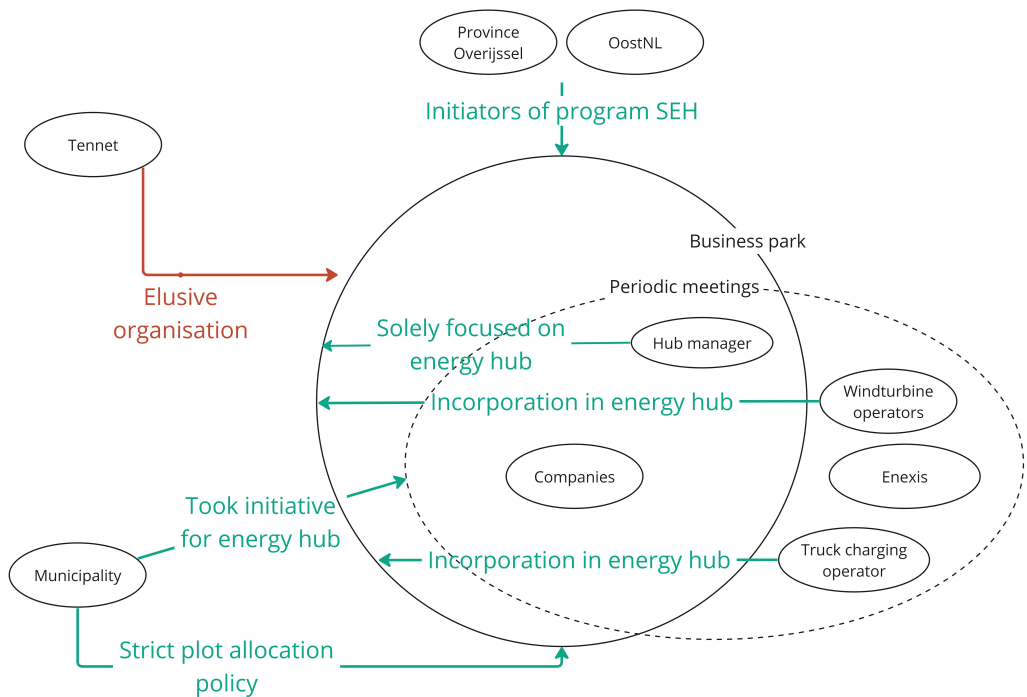 Province
Overijssel
OostNL
Initiators of program SEH
Tennet
Business park
Periodic meetings
Elusive
organisation
Solely focused on
energy hub
Hub manager
Incorporation in energy hub
Windturbine
operators
Companies
Enexis
Took initiative
for energy hub
Incorporation in energy hub
Truck charging
operator
Municipality
Strict plot allocation
policy